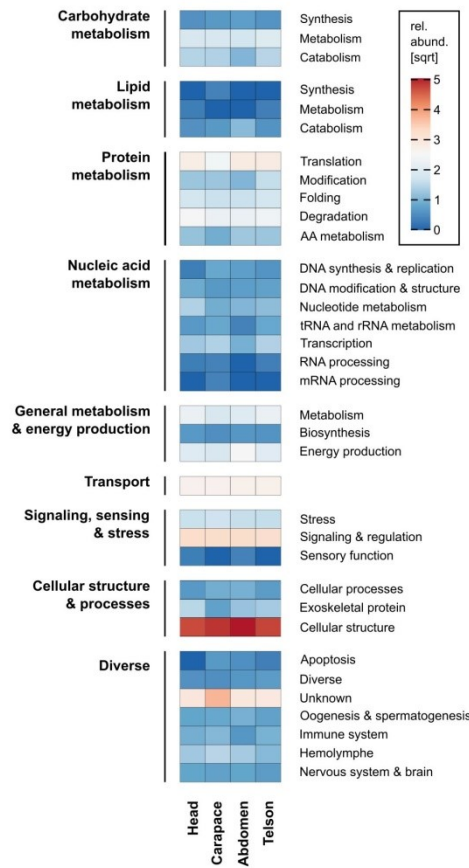 Carbohydrate
metabolism
Synthesis
Metabolism
Catabolism
Lipid
metabolism
Synthesis
Metabolism
Catabolism
Protein
metabolism
Translation
Modification
Folding
Degradation
AA metabolism
Nucleic acid
metabolism
DNA synthesis & replication
DNA modification & structure
Nucleotide metabolism
tRNA and rRNA metabolism
Transcription
RNA processing
mRNA processing
General metabolism
& energy production
Metabolism
Biosynthesis
Energy production
Transport
Signaling, sensing
& stress
Stress
Signaling & regulation
Sensory function
Cellular structure
& processes
Cellular processes
Exoskeletal protein
Cellular structure
Diverse
Apoptosis
Diverse
Unknown
Oogenesis & spermatogenesis
Immune system
Hemolymphe
Nervous system & brain
Head
Carapace
Abdomen
Telson
rel.
abund.
[sqrt]
5
4
3
2
1
0